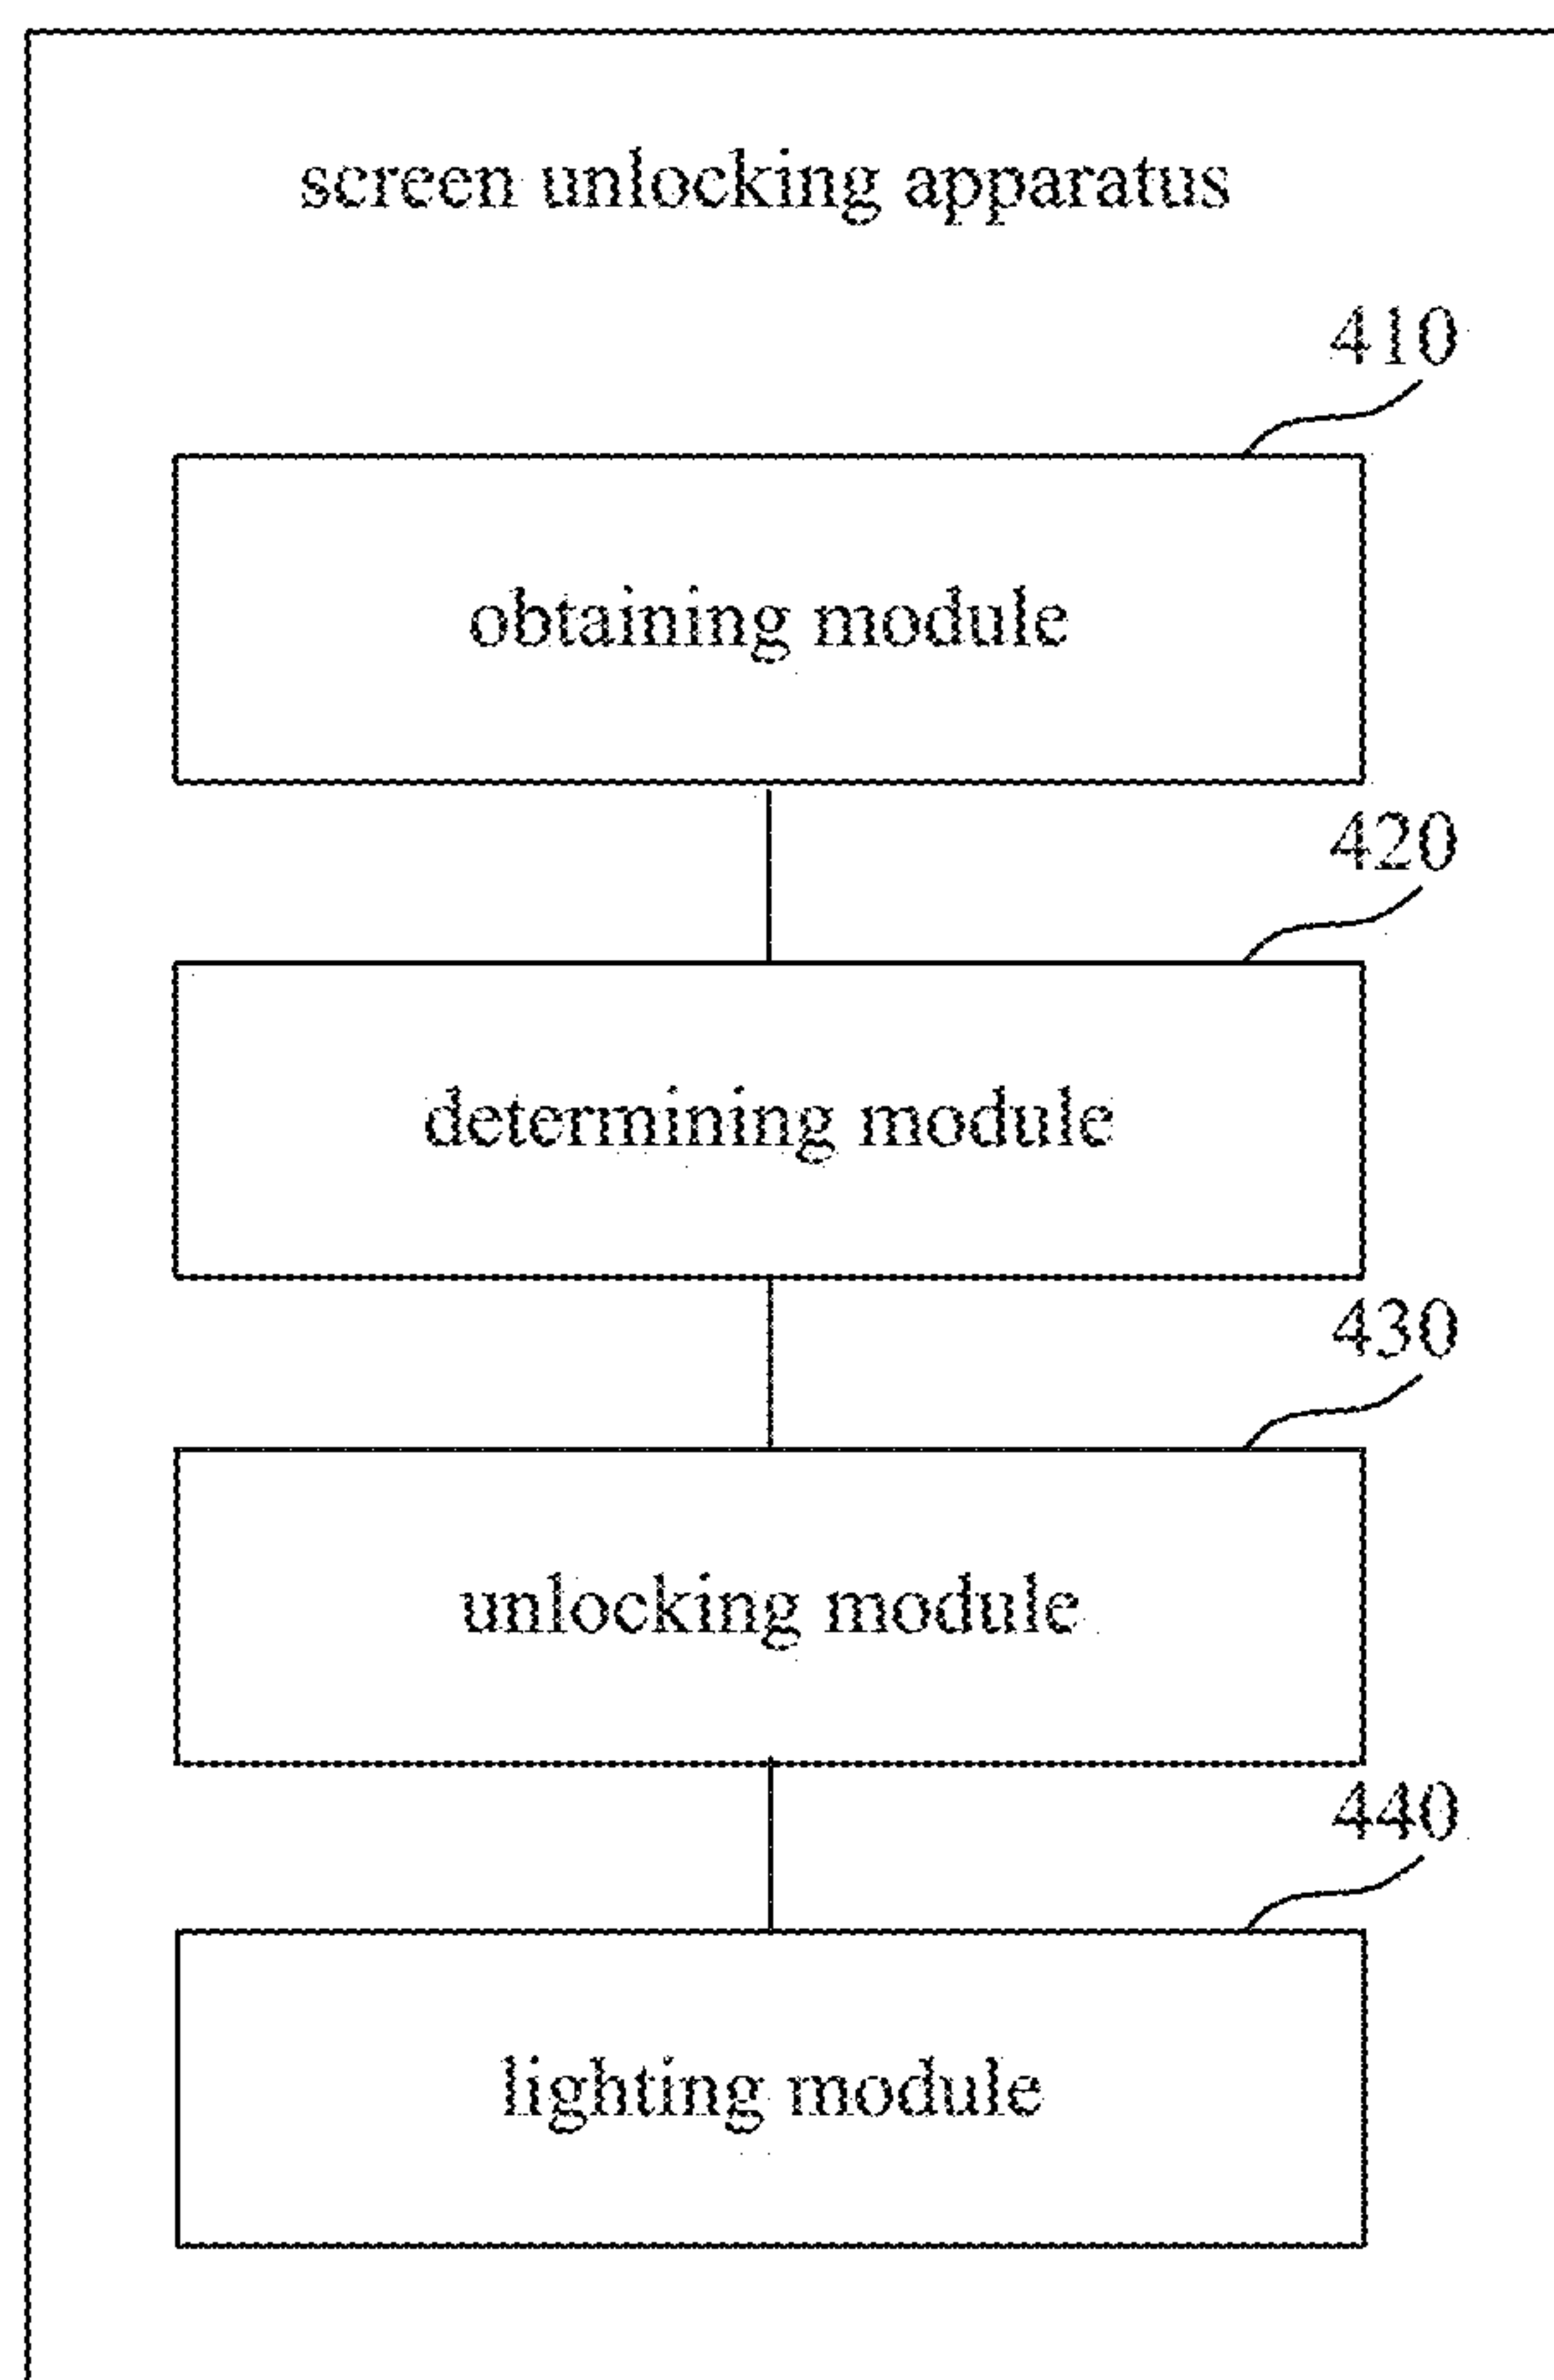 screen unlocking apparatus
410
obtaining module
420
determining module
430
unlocking module
440
lighting module